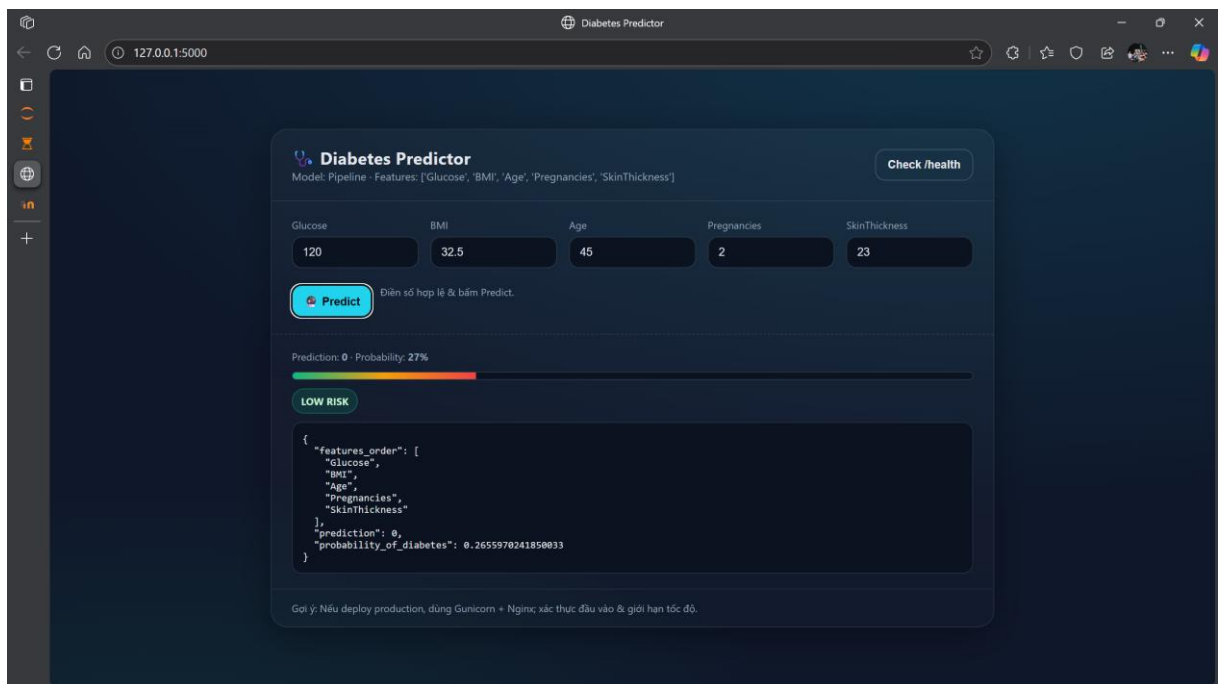 Diabetes Predictor
127.0.0.1:5000
Diabetes Predictor
Model: Pipeline · Features: ['Glucose', 'BMI', 'Age', 'Pregnancies', 'SkinThickness']
Check /health
Glucose BMI Age Pregnancies SkinThickness
120 32.5 45 2 23
Predict
Điền số hợp lệ & bấm Predict.
Prediction: 0 · Probability: 27%
LOW RISK
{
"features_order": [
"Glucose",
"BMI",
"Age",
"Pregnancies",
"SkinThickness"
],
"prediction": 0,
"probability_of_diabetes": 0.2655970241850033
}
Gợi ý: Nếu deploy production, dùng Gunicorn + Nginx; xác thực đầu vào & giới hạn tốc độ.